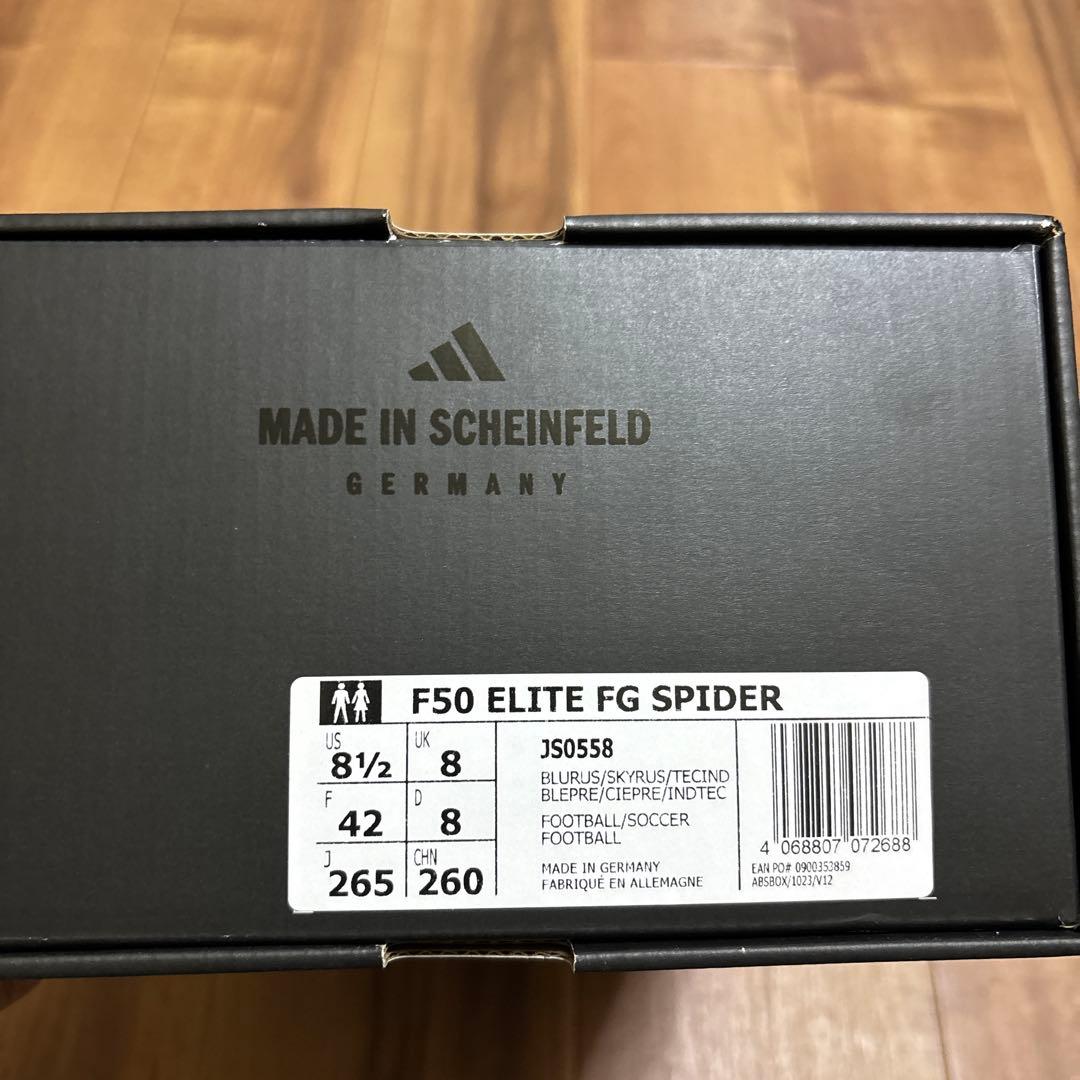 MADE IN SCHEINFELD
GERMANY
F50 ELITE FG SPIDER
US
8½
UK
8
F
42
D
8
J
265
CHN
260
JS0558
BLURUS/SKYRUS/TECIND
BLEPRE/CIEPRE/INDTEC
FOOTBALL/SOCCER
FOOTBALL
MADE IN GERMANY
FABRIQUÉ EN ALLEMAGNE
4 068807 072688
EAN PO# 0900353859
ABSBOX/1023/V12